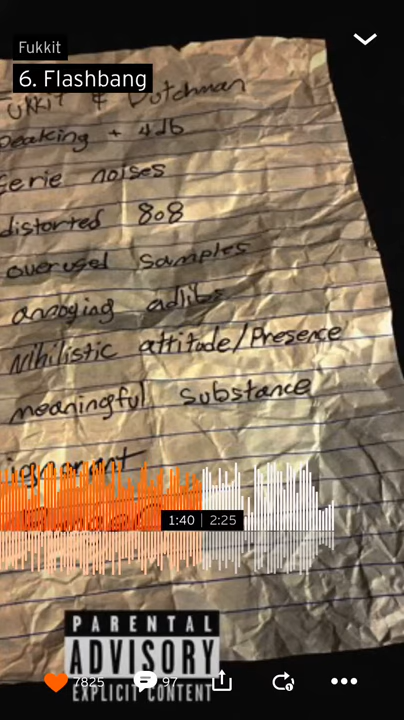 Fukkit
6. Flashbang
Fukkit & Dutchman
peaking + 4db
Eerie noises
distorted 808
overused samples
annoying adlibs
Nihilistic attitude/Presence
meaningful Substance
ignorant
1:40 | 2:25
PARENTAL
ADVISORY
EXPLICIT CONTENT
7825
97
1